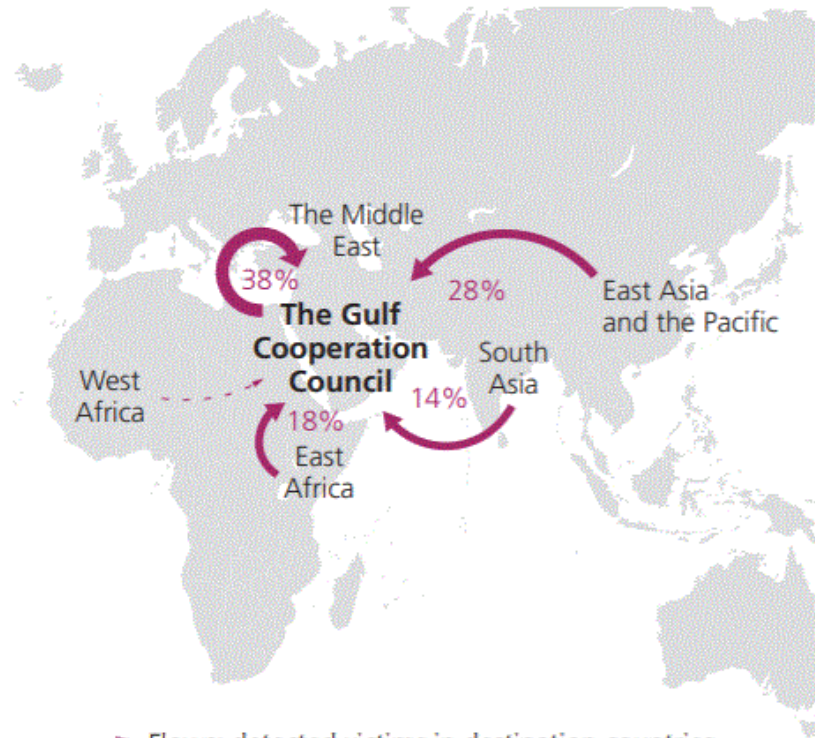 The Middle
East
38%
28%
East Asia
and the Pacific
The Gulf
Cooperation
Council
South
Asia
West
Africa
14%
18%
East
Africa